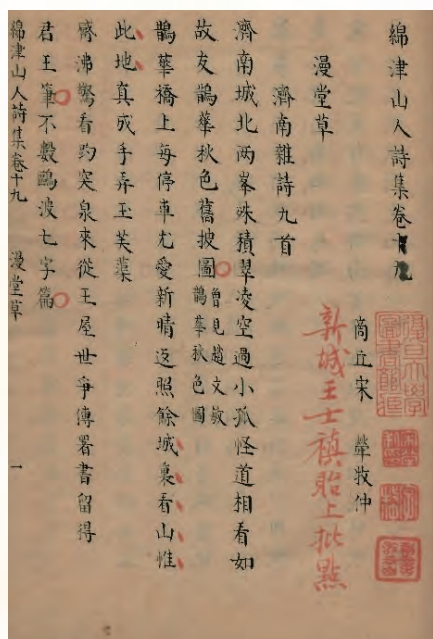 綿津山人詩集卷十九
商丘宋犖牧仲
新城王士禛貽上批點
漫堂草
濟南雜詩九首
濟南城北兩峯殊積翠凌空過小孤怪道相看如
故友鵲華秋色舊披圖曾見趙文敏鵲華秋色圖
鵲華橋上每停車尤愛新晴返照餘城裏看山惟
此地真成手弄玉芙蕖
觱沸驚看趵突泉來從王屋世爭傳署書留得
君王筆不數鷗波七字篇
綿津山人詩集卷十九 漫堂草 一